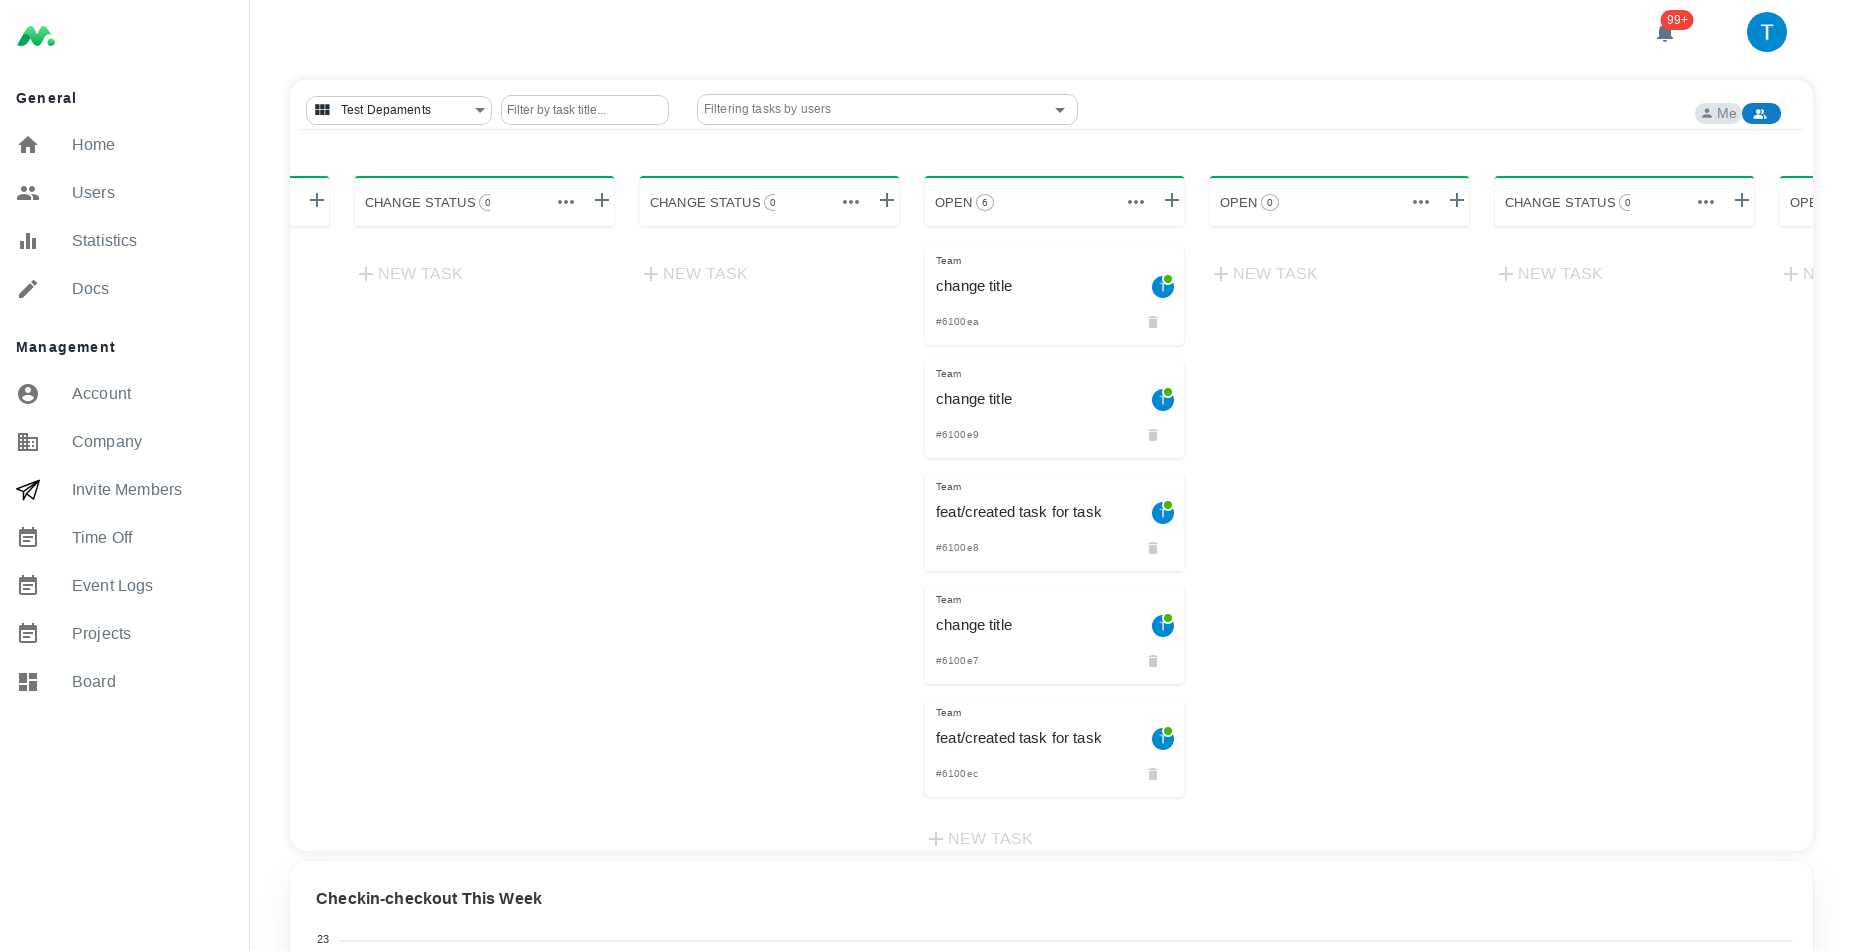 General
Home
Users
Statistics
Docs
Management
Account
Company
Invite Members
Time Off
Event Logs
Projects
Board
99+
T
Test Depaments
Filter by task title...
Filtering tasks by users
Me
CHANGE STATUS 0
NEW TASK
CHANGE STATUS 0
NEW TASK
OPEN 6
Team
change title
T
#6100ea
Team
change title
T
#6100e9
Team
feat/created task for task
T
#6100e8
Team
change title
T
#6100e7
Team
feat/created task for task
T
#6100ec
NEW TASK
OPEN 0
NEW TASK
CHANGE STATUS 0
NEW TASK
OPE
N
Checkin-checkout This Week
23